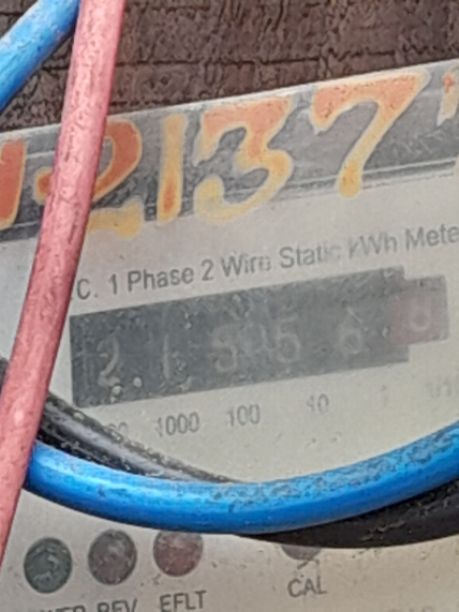 2137
C. 1 Phase 2 Wire Static kWh Mete
2 1 5 5 6
1000 100 10 1
REV EFLT CAL